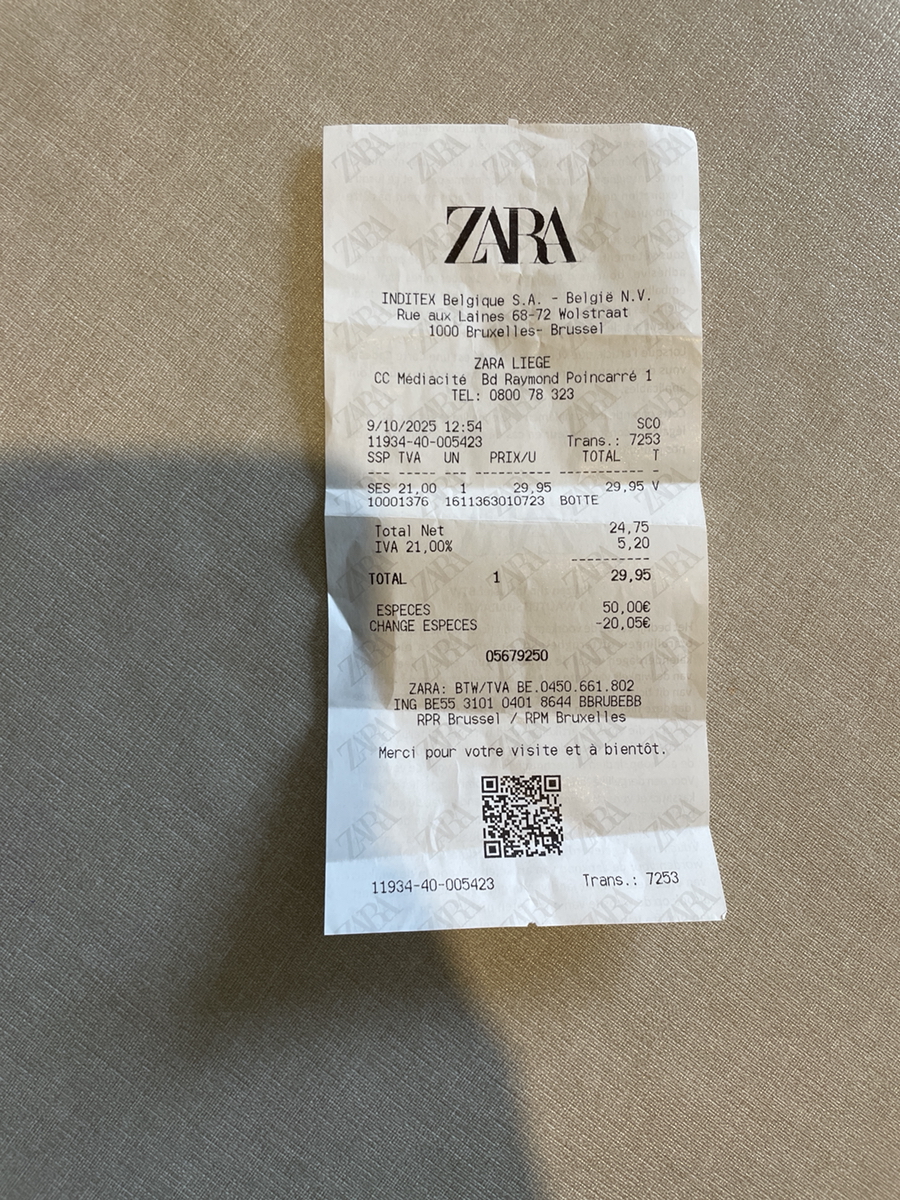 ZARA
INDITEX Belgique S.A. - België N.V.
Rue aux Laines 68-72 Wolstraat
1000 Bruxelles- Brussel
ZARA LIEGE
CC Médiacité Bd Raymond Poincarré 1
TEL: 0800 78 323
9/10/2025 12:54 SCO
11934-40-005423 Trans.: 7253
SSP TVA UN PRIX/U TOTAL T
--- ----- --- ---------- ----------- -
SES 21,00 1 29,95 29,95 V
10001376 1611363010723 BOTTE
Total Net 24,75
IVA 21,00% 5,20
----------
TOTAL 1 29,95
ESPECES 50,00€
CHANGE ESPECES -20,05€
05679250
ZARA: BTW/TVA BE.0450.661.802
ING BE55 3101 0401 8644 BBRUBEBB
RPR Brussel / RPM Bruxelles
Merci pour votre visite et à bientôt.
11934-40-005423 Trans.: 7253